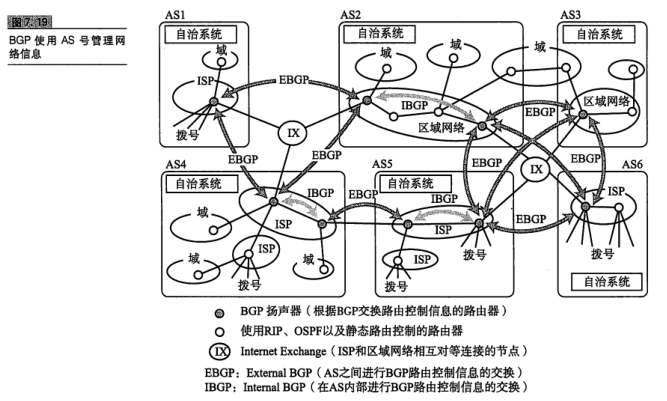 图7.19
BGP 使用 AS 号管理网
络信息
AS1
自治系统
域
ISP
拨号
EBGP
IX
AS2
自治系统
域
域
IBGP
区域网络
AS3
自治系统
区域网络
EBGP
EBGP
EBGP
EBGP
EBGP
IX
AS4
自治系统
IBGP
域
ISP
域
ISP
拨号
域
EBGP
AS5
自治系统
IBGP
ISP
拨号
ISP
拨号
EBGP
AS6
ISP
拨号
自治系统
BGP 扬声器（根据BGP交换路由控制信息的路由器）
使用RIP、OSPF以及静态路由控制的路由器
IX Internet Exchange（ISP和区域网络相互对等连接的节点）
EBGP：External BGP（AS之间进行BGP路由控制信息的交换）
IBGP：Internal BGP（在AS内部进行BGP路由控制信息的交换）